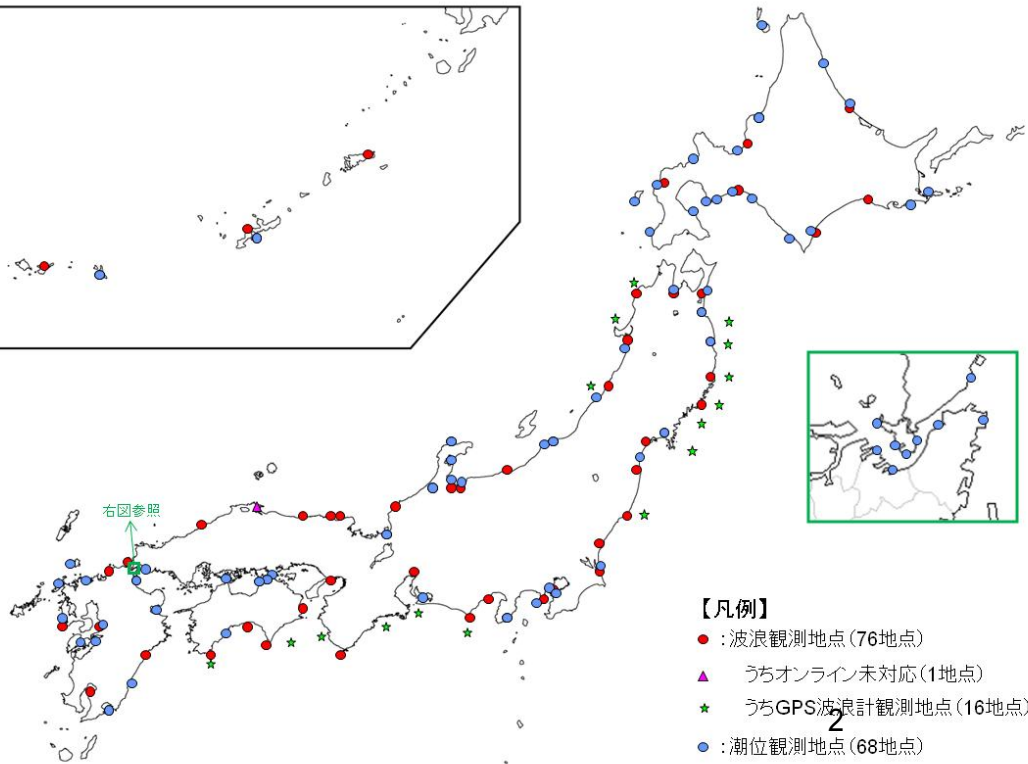 右図参照
【凡例】
:波浪観測地点(76地点)
うちオンライン未対応(1地点)
うちGPS波浪計観測地点(16地点)
2
:潮位観測地点(68地点)